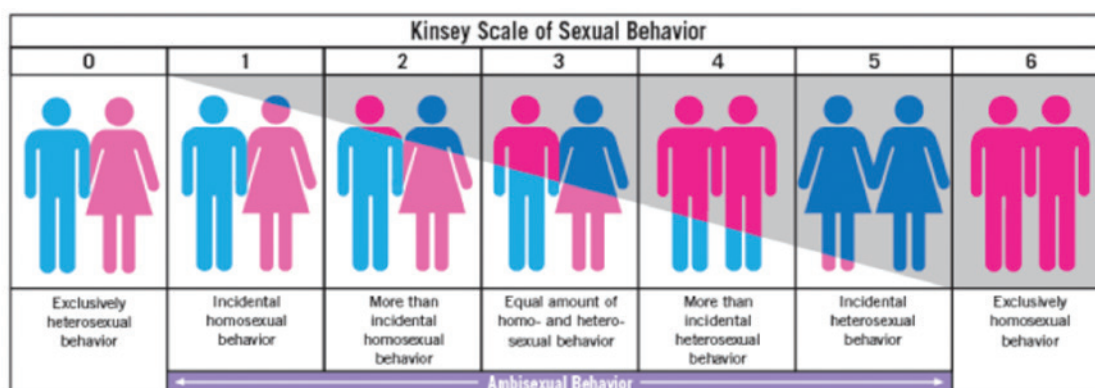 Kinsey Scale of Sexual Behavior
0 1 2 3 4 5 6
Exclusively
heterosexual
behavior
Incidental
homosexual
behavior
More than
incidental
homosexual
behavior
Equal amount of
homo- and hetero-
sexual behavior
More than
incidental
heterosexual
behavior
Incidental
heterosexual
behavior
Exclusively
homosexual
behavior
Ambisexual Behavior